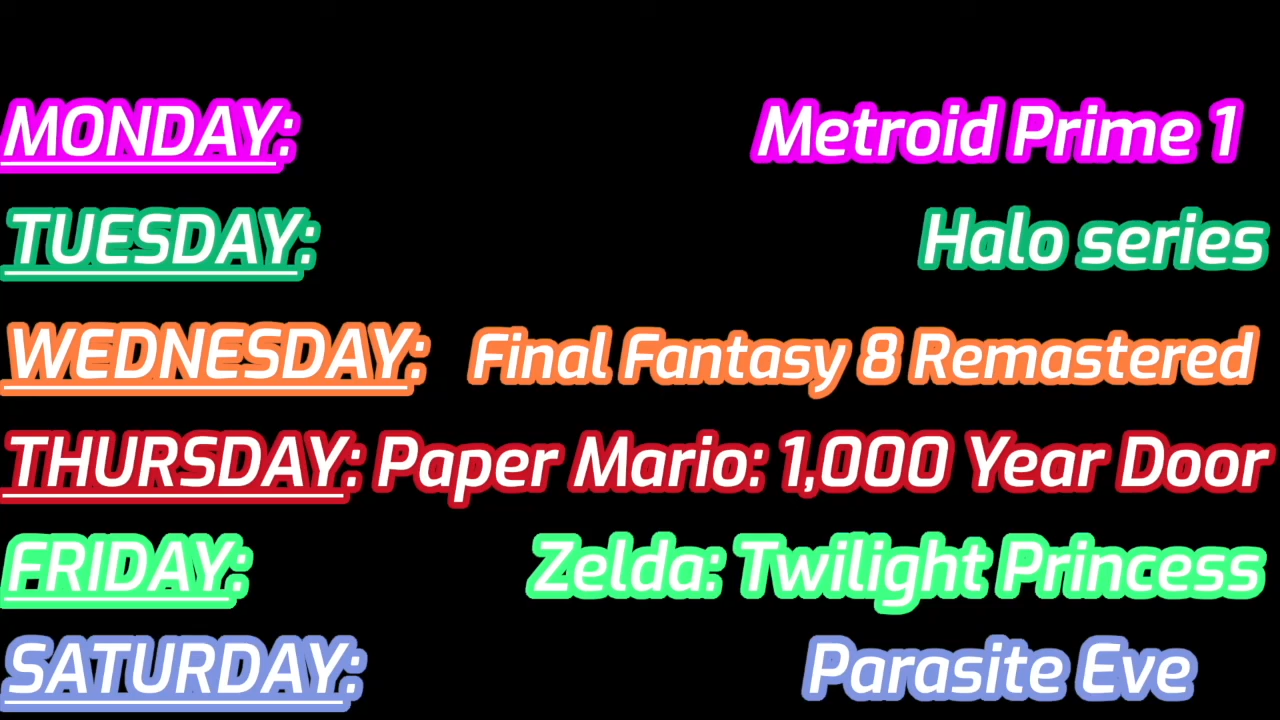 MONDAY: Metroid Prime 1
TUESDAY: Halo series
WEDNESDAY: Final Fantasy 8 Remastered
THURSDAY: Paper Mario: 1,000 Year Door
FRIDAY: Zelda: Twilight Princess
SATURDAY: Parasite Eve